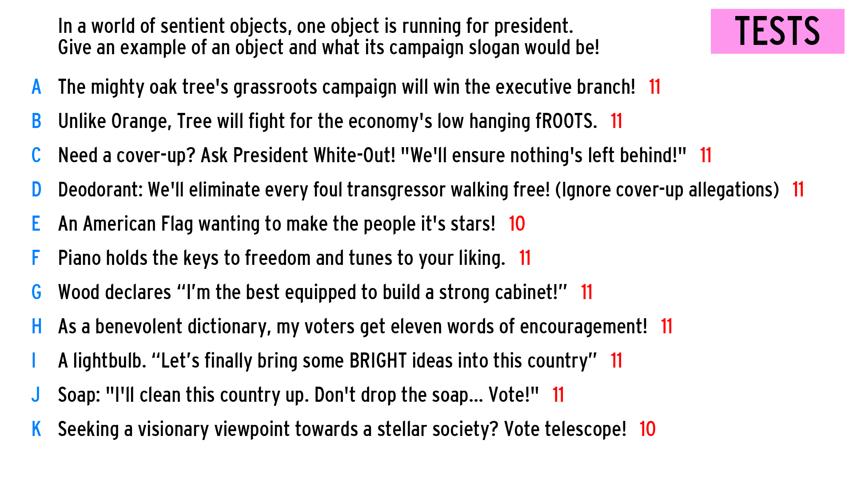 In a world of sentient objects, one object is running for president.
Give an example of an object and what its campaign slogan would be!
TESTS
A The mighty oak tree's grassroots campaign will win the executive branch! 11
B Unlike Orange, Tree will fight for the economy's low hanging fROOTS. 11
C Need a cover-up? Ask President White-Out! "We'll ensure nothing's left behind!" 11
D Deodorant: We'll eliminate every foul transgressor walking free! (Ignore cover-up allegations) 11
E An American Flag wanting to make the people it's stars! 10
F Piano holds the keys to freedom and tunes to your liking. 11
G Wood declares “I’m the best equipped to build a strong cabinet!” 11
H As a benevolent dictionary, my voters get eleven words of encouragement! 11
I A lightbulb. “Let’s finally bring some BRIGHT ideas into this country” 11
J Soap: "I'll clean this country up. Don't drop the soap... Vote!" 11
K Seeking a visionary viewpoint towards a stellar society? Vote telescope! 10